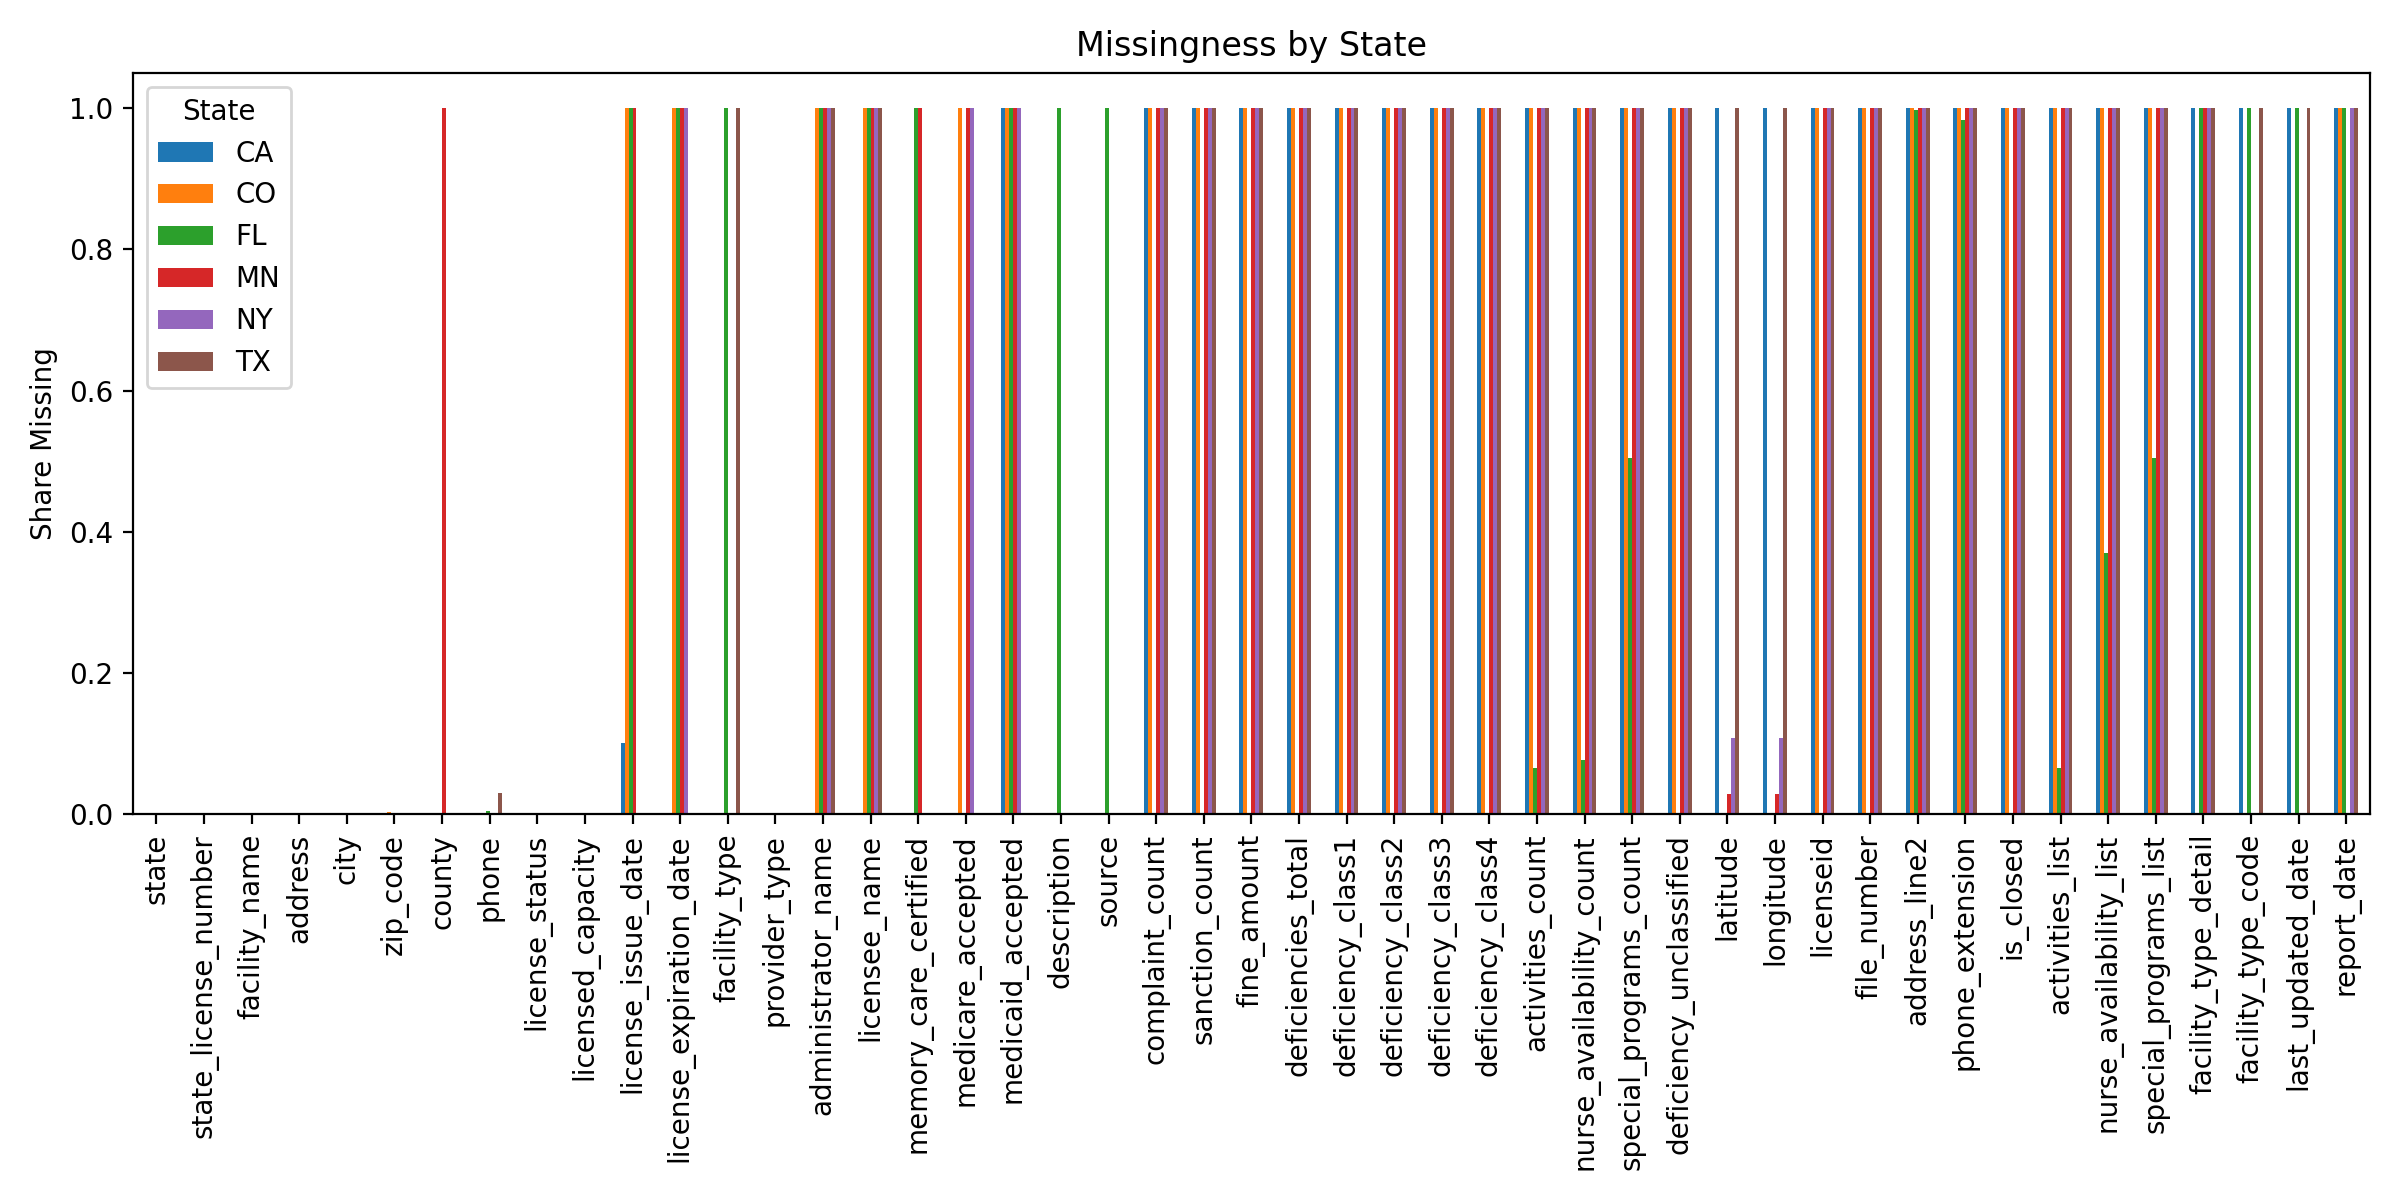 Missingness by State
State
CA
CO
FL
MN
NY
TX
Share Missing
1.0
0.8
0.6
0.4
0.2
0.0
state
state_license_number
facility_name
address
city
zip_code
county
phone
license_status
licensed_capacity
license_issue_date
license_expiration_date
facility_type
provider_type
administrator_name
licensee_name
memory_care_certified
medicare_accepted
medicaid_accepted
description
source
complaint_count
sanction_count
fine_amount
deficiencies_total
deficiency_class1
deficiency_class2
deficiency_class3
deficiency_class4
activities_count
nurse_availability_count
special_programs_count
deficiency_unclassified
latitude
longitude
licenseid
file_number
address_line2
phone_extension
is_closed
activities_list
nurse_availability_list
special_programs_list
facility_type_detail
facility_type_code
last_updated_date
report_date